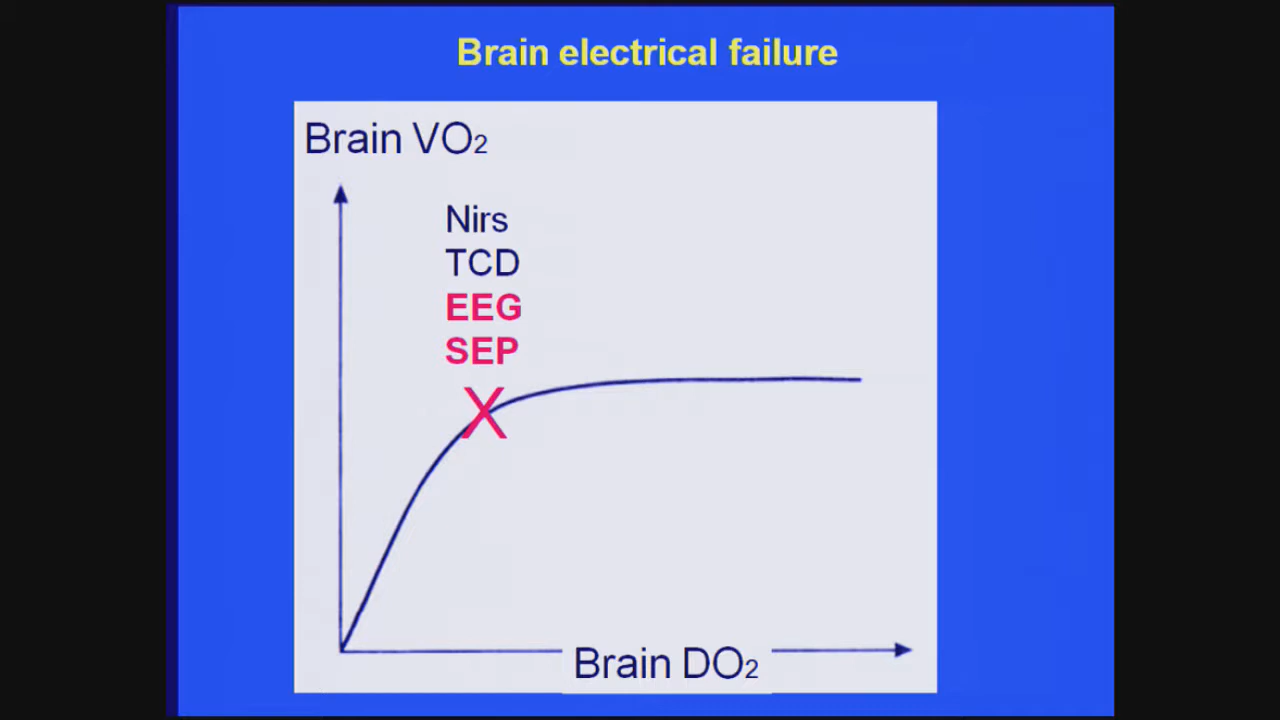 Brain electrical failure
Brain VO₂
Nirs
TCD
EEG
SEP
X
Brain DO₂